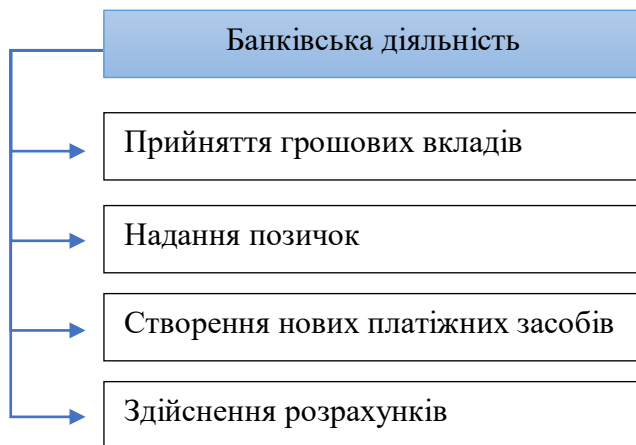 Банківська діяльність
Прийняття грошових вкладів
Надання позичок
Створення нових платіжних засобів
Здійснення розрахунків